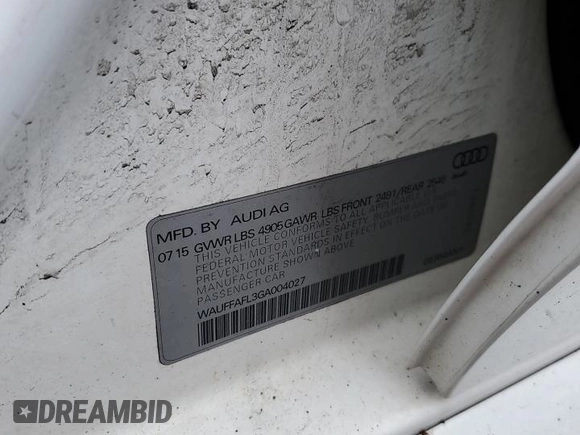 MFD. BY AUDI AG
07 15 GVWR LBS 4905 GAWR LBS FRONT 2491/REAR
THIS VEHICLE CONFORMS TO ALL APPLICABLE
FEDERAL MOTOR VEHICLE SAFETY, BUMPER, AND THEFT
PREVENTION STANDARDS IN EFFECT ON THE DATE OF
MANUFACTURE SHOWN ABOVE
PASSENGER CAR
WAUFFAFL3GA004027
DREAMBID